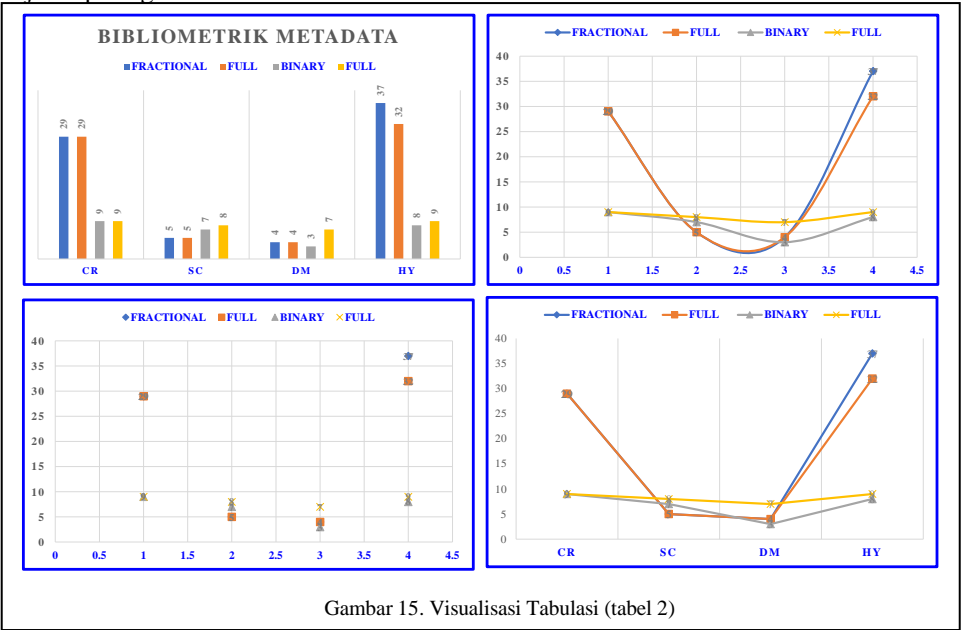 BIBLIOMETRIK METADATA
FRACTIONAL FULL BINARY FULL
29 29 9 9
5 5 7 8
4 4 3 7
37 32 8 9
CR SC DM HY
FRACTIONAL FULL BINARY FULL
40
35
30
25
20
15
10
5
0
0 0.5 1 1.5 2 2.5 3 3.5 4 4.5
FRACTIONAL FULL BINARY FULL
40
35
30
25
20
15
10
5
0
0 0.5 1 1.5 2 2.5 3 3.5 4 4.5
FRACTIONAL FULL BINARY FULL
40
35
30
25
20
15
10
5
0
CR SC DM HY
Gambar 15. Visualisasi Tabulasi (tabel 2)